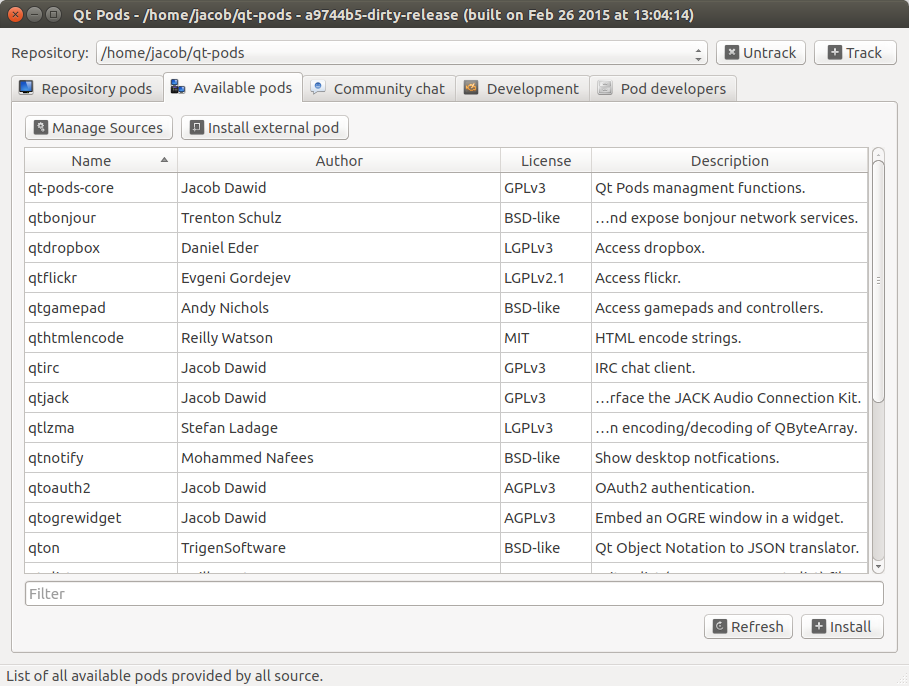 Qt Pods - /home/jacob/qt-pods - a9744b5-dirty-release (built on Feb 26 2015 at 13:04:14)
Repository: /home/jacob/qt-pods Untrack Track
Repository pods Available pods Community chat Development Pod developers
Manage Sources Install external pod
Name Author License Description
qt-pods-core Jacob Dawid GPLv3 Qt Pods managment functions.
qtbonjour Trenton Schulz BSD-like ...nd expose bonjour network services.
qtdropbox Daniel Eder LGPLv3 Access dropbox.
qtflickr Evgeni Gordejev LGPLv2.1 Access flickr.
qtgamepad Andy Nichols BSD-like Access gamepads and controllers.
qthtmlencode Reilly Watson MIT HTML encode strings.
qtirc Jacob Dawid GPLv3 IRC chat client.
qtjack Jacob Dawid GPLv3 ...rface the JACK Audio Connection Kit.
qtlzma Stefan Ladage LGPLv3 ...n encoding/decoding of QByteArray.
qtnotify Mohammed Nafees BSD-like Show desktop notfications.
qtoauth2 Jacob Dawid AGPLv3 OAuth2 authentication.
qtogrewidget Jacob Dawid AGPLv3 Embed an OGRE window in a widget.
qton TrigenSoftware BSD-like Qt Object Notation to JSON translator.
Filter
Refresh Install
List of all available pods provided by all source.